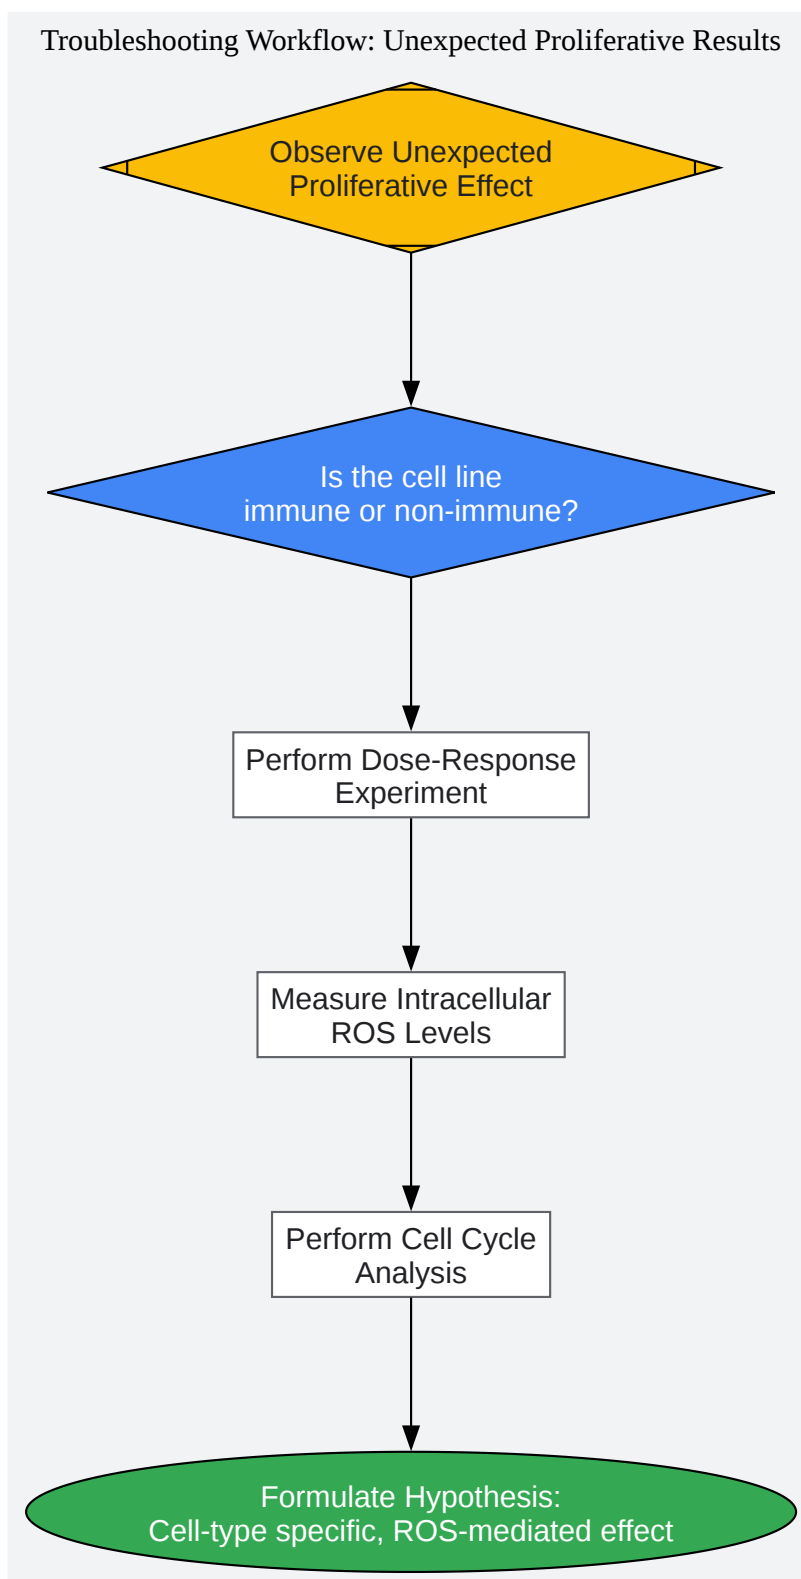 Troubleshooting Workflow: Unexpected Proliferative Results
Observe Unexpected
Proliferative Effect
Is the cell line
immune or non-immune?
Perform Dose-Response
Experiment
Measure Intracellular
ROS Levels
Perform Cell Cycle
Analysis
Formulate Hypothesis:
Cell-type specific, ROS-mediated effect